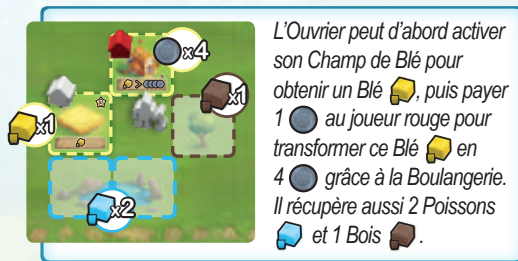 x4
x1
x1
x2
L'Ouvrier peut d'abord activer
son Champ de Blé pour
obtenir un Blé , puis payer
1 au joueur rouge pour
transformer ce Blé en
4 grâce à la Boulangerie.
Il récupère aussi 2 Poissons
et 1 Bois .